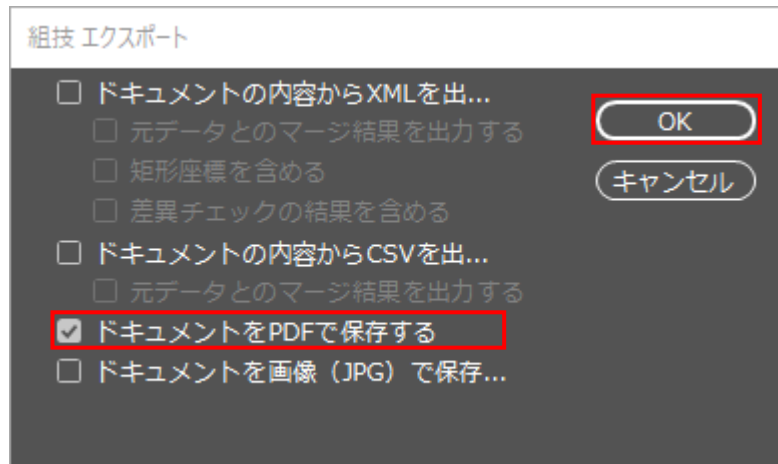 組技 エクスポート
ドキュメントの内容からXMLを出...
元データとのマージ結果を出力する
矩形座標を含める
差異チェックの結果を含める
ドキュメントの内容からCSVを出...
元データとのマージ結果を出力する
ドキュメントをPDFで保存する
ドキュメントを画像（JPG）で保存...
OK
キャンセル